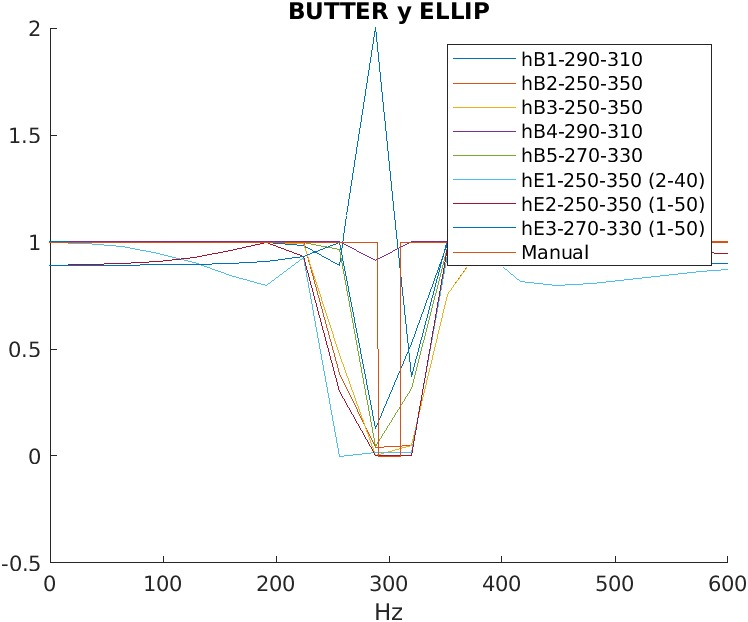 BUTTER y ELLIP
2
1.5
1
0.5
0
-0.5
hB1-290-310
hB2-250-350
hB3-250-350
hB4-290-310
hB5-270-330
hE1-250-350 (2-40)
hE2-250-350 (1-50)
hE3-270-330 (1-50)
Manual
0 100 200 300 400 500 600
Hz